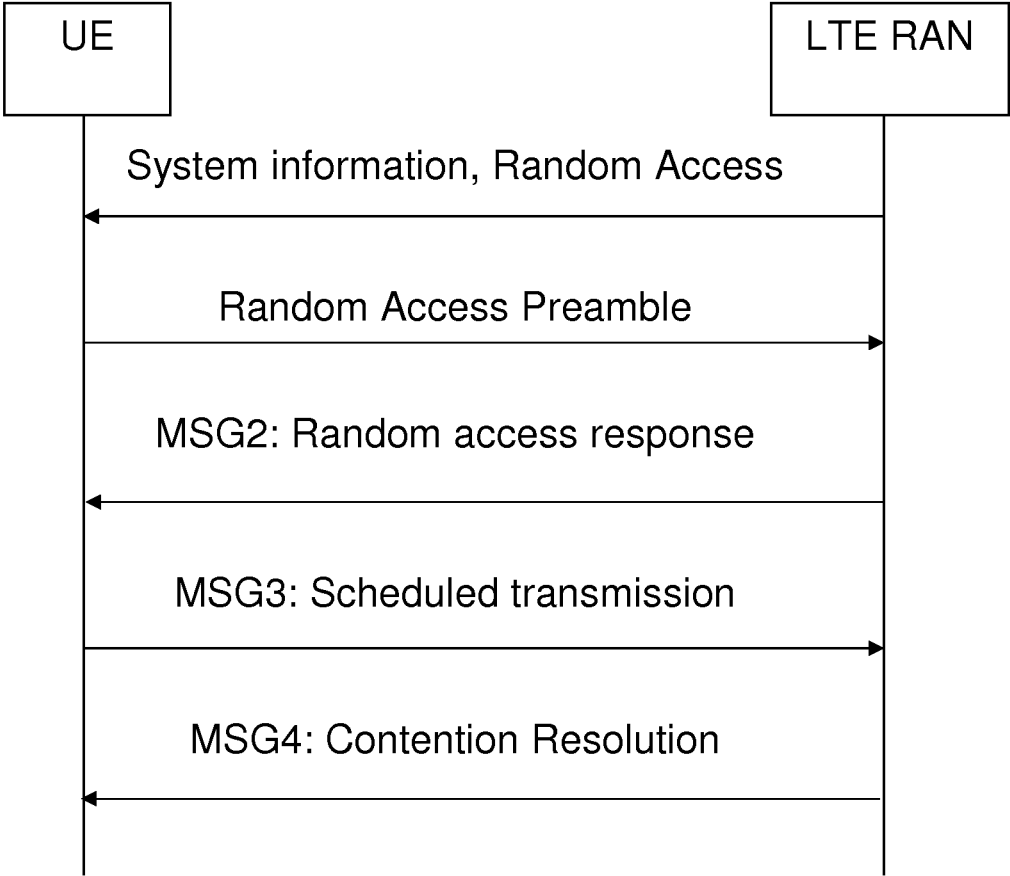 UE
LTE RAN
System information, Random Access
Random Access Preamble
MSG2: Random access response
MSG3: Scheduled transmission
MSG4: Contention Resolution